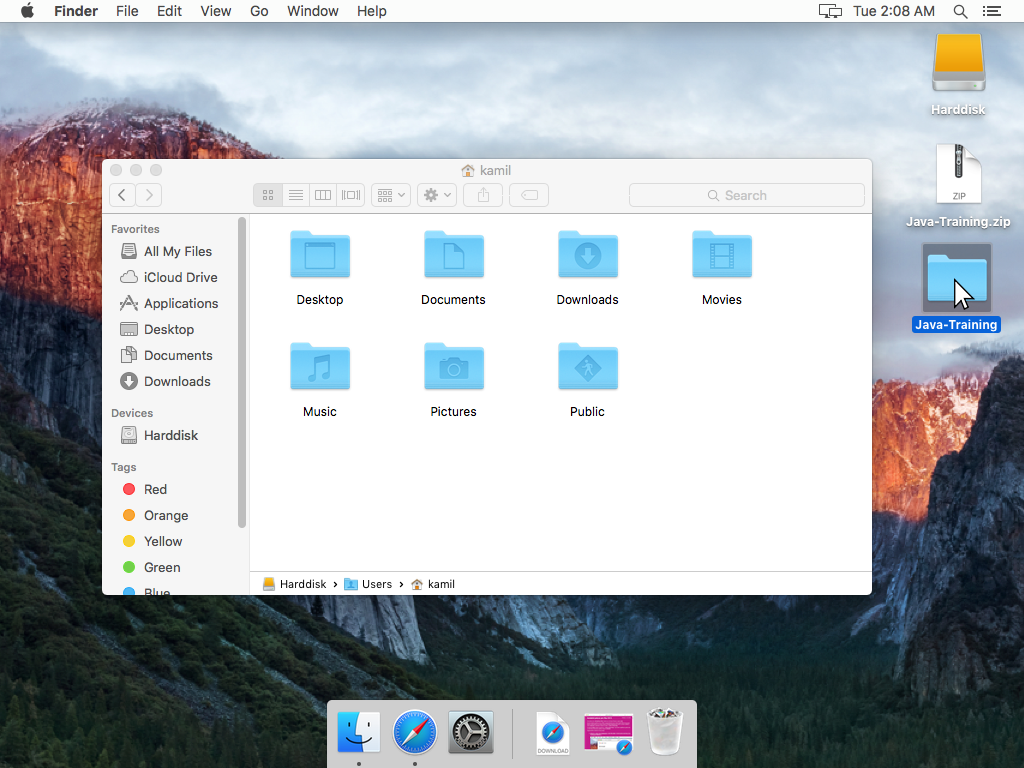 Finder File Edit View Go Window Help Tue 2:08 AM
Harddisk
ZIP
Java-Training.zip
Java-Training
kamil
Search
Favorites
All My Files
iCloud Drive
Applications
Desktop
Documents
Downloads
Devices
Harddisk
Tags
Red
Orange
Yellow
Green
Blue
Desktop Documents Downloads Movies
Music Pictures Public
Harddisk › Users › kamil
DOWNLOAD